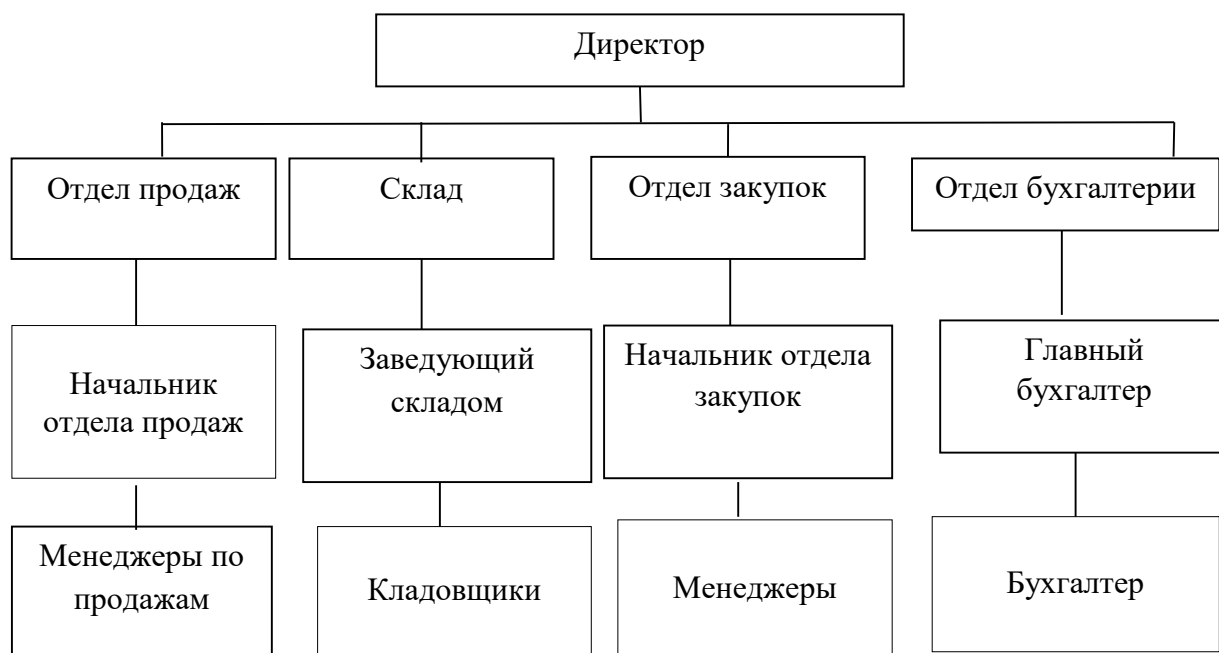 Директор
Отдел продаж
Склад
Отдел закупок
Отдел бухгалтерии
Начальник
отдела продаж
Заведующий
складом
Начальник отдела
закупок
Главный
бухгалтер
Менеджеры по
продажам
Кладовщики
Менеджеры
Бухгалтер